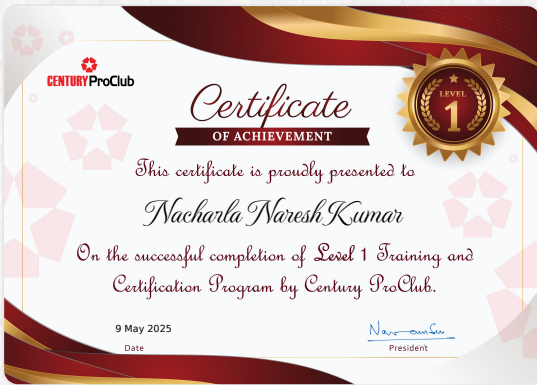 CENTURY ProClub
LEVEL
1
Certificate
OF ACHIEVEMENT
This certificate is proudly presented to
Nacharla Naresh Kumar
On the successful completion of Level 1 Training and
Certification Program by Century ProClub.
9 May 2025
Date
President